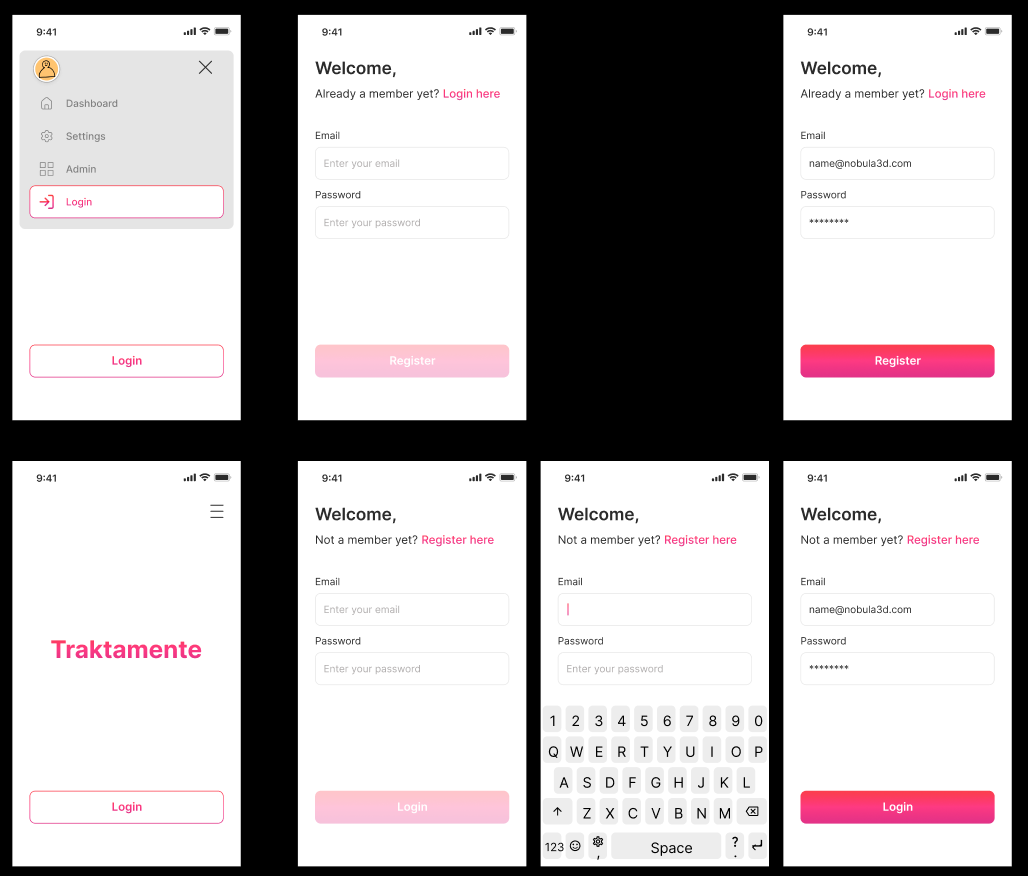 9:41
Dashboard
Settings
Admin
Login
Login
9:41
Welcome,
Already a member yet? Login here
Email
Enter your email
Password
Enter your password
Register
9:41
Welcome,
Already a member yet? Login here
Email
name@nobula3d.com
Password
********
Register
9:41
Traktamente
Login
9:41
Welcome,
Not a member yet? Register here
Email
Enter your email
Password
Enter your password
Login
9:41
Welcome,
Not a member yet? Register here
Email
Password
Enter your password
1 2 3 4 5 6 7 8 9 0
Q W E R T Y U I O P
A S D F G H J K L
Z X C V B N M
123 , Space ? .
9:41
Welcome,
Not a member yet? Register here
Email
name@nobula3d.com
Password
********
Login